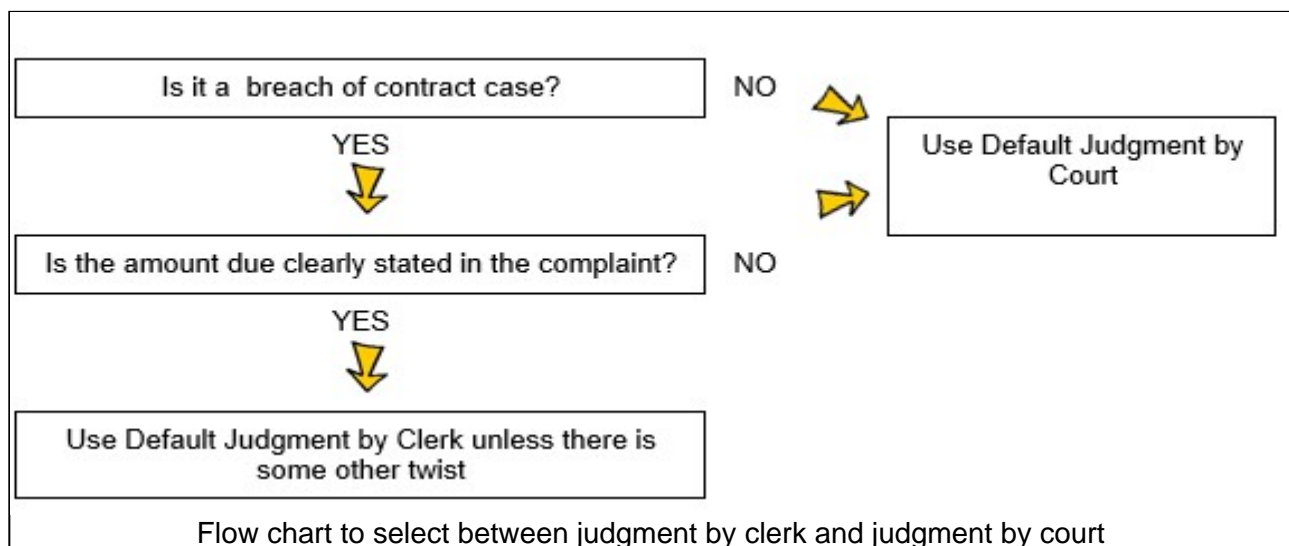 Is it a breach of contract case?
NO
YES
Use Default Judgment by
Court
Is the amount due clearly stated in the complaint?
NO
YES
Use Default Judgment by Clerk unless there is
some other twist
Flow chart to select between judgment by clerk and judgment by court